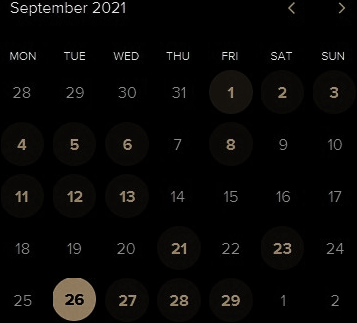 September 2021
MON TUE WED THU FRI SAT SUN
28 29 30 31 1 2 3
4 5 6 7 8 9 10
11 12 13 14 15 16 17
18 19 20 21 22 23 24
25 26 27 28 29 1 2